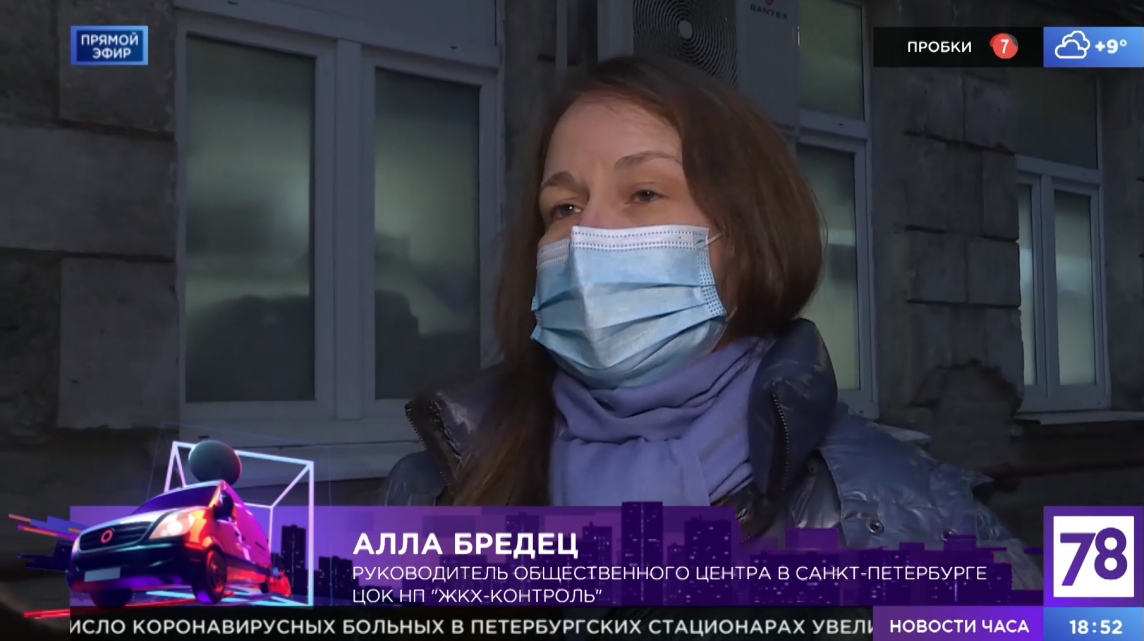 DANTEX
ПРЯМОЙ
ЭФИР
ПРОБКИ 7 +9°
АЛЛА БРЕДЕЦ
РУКОВОДИТЕЛЬ ОБЩЕСТВЕННОГО ЦЕНТРА В САНКТ-ПЕТЕРБУРГЕ
ЦОК НП "ЖКХ-КОНТРОЛЬ"
78
ИСЛО КОРОНАВИРУСНЫХ БОЛЬНЫХ В ПЕТЕРБУРГСКИХ СТАЦИОНАРАХ УВЕЛИ
НОВОСТИ ЧАСА 18:52